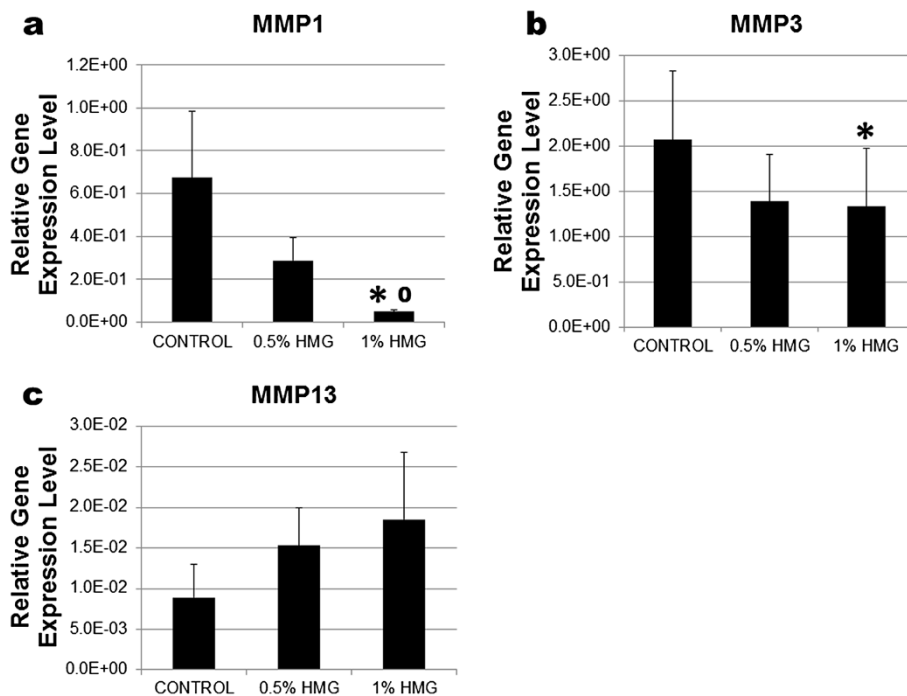 a
MMP1
Relative Gene
Expression Level
1.2E+00
1.0E+00
8.0E-01
6.0E-01
4.0E-01
2.0E-01
0.0E+00
* o
CONTROL 0.5% HMG 1% HMG
b
MMP3
Relative Gene
Expression Level
3.0E+00
2.5E+00
2.0E+00
1.5E+00
1.0E+00
5.0E-01
0.0E+00
*
CONTROL 0.5% HMG 1% HMG
c
MMP13
Relative Gene
Expression Level
3.0E-02
2.5E-02
2.0E-02
1.5E-02
1.0E-02
5.0E-03
0.0E+00
CONTROL 0.5% HMG 1% HMG